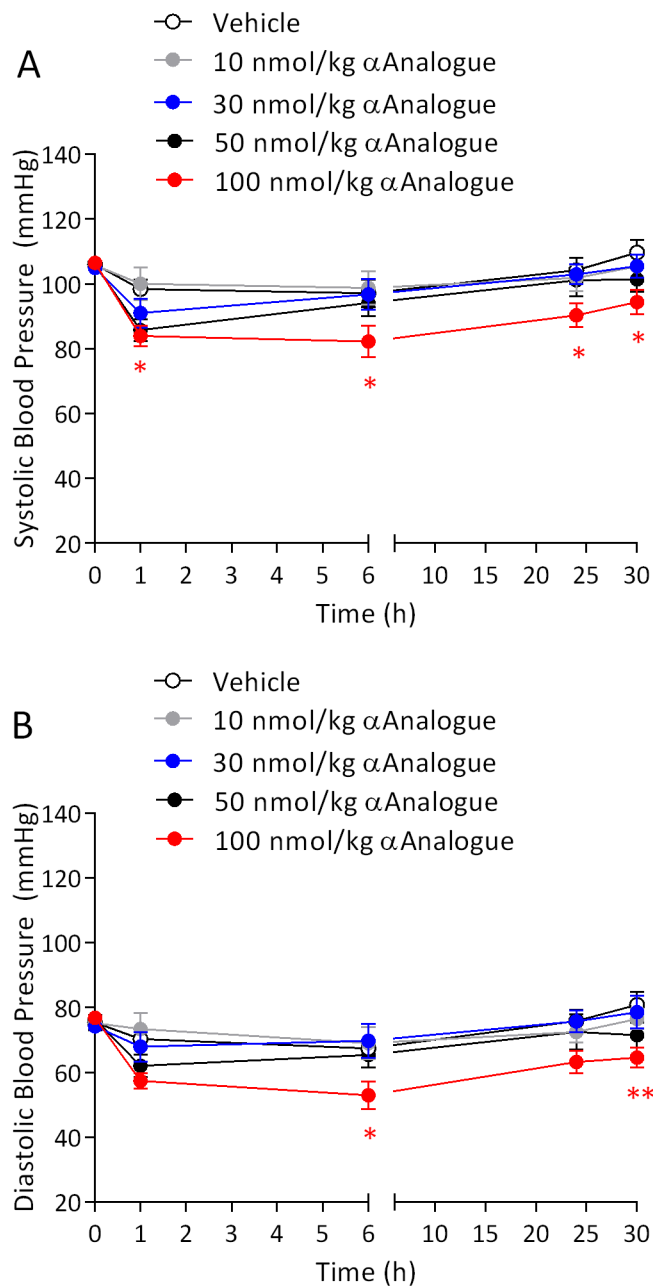 A
Vehicle
10 nmol/kg αAnalogue
30 nmol/kg αAnalogue
50 nmol/kg αAnalogue
100 nmol/kg αAnalogue
Systolic Blood Pressure (mmHg)
140
120
100
80
60
40
20
* * * *
0 1 2 3 4 5 6 10 15 20 25 30
Time (h)
B
Vehicle
10 nmol/kg αAnalogue
30 nmol/kg αAnalogue
50 nmol/kg αAnalogue
100 nmol/kg αAnalogue
Diastolic Blood Pressure (mmHg)
140
120
100
80
60
40
20
* **
0 1 2 3 4 5 6 10 15 20 25 30
Time (h)